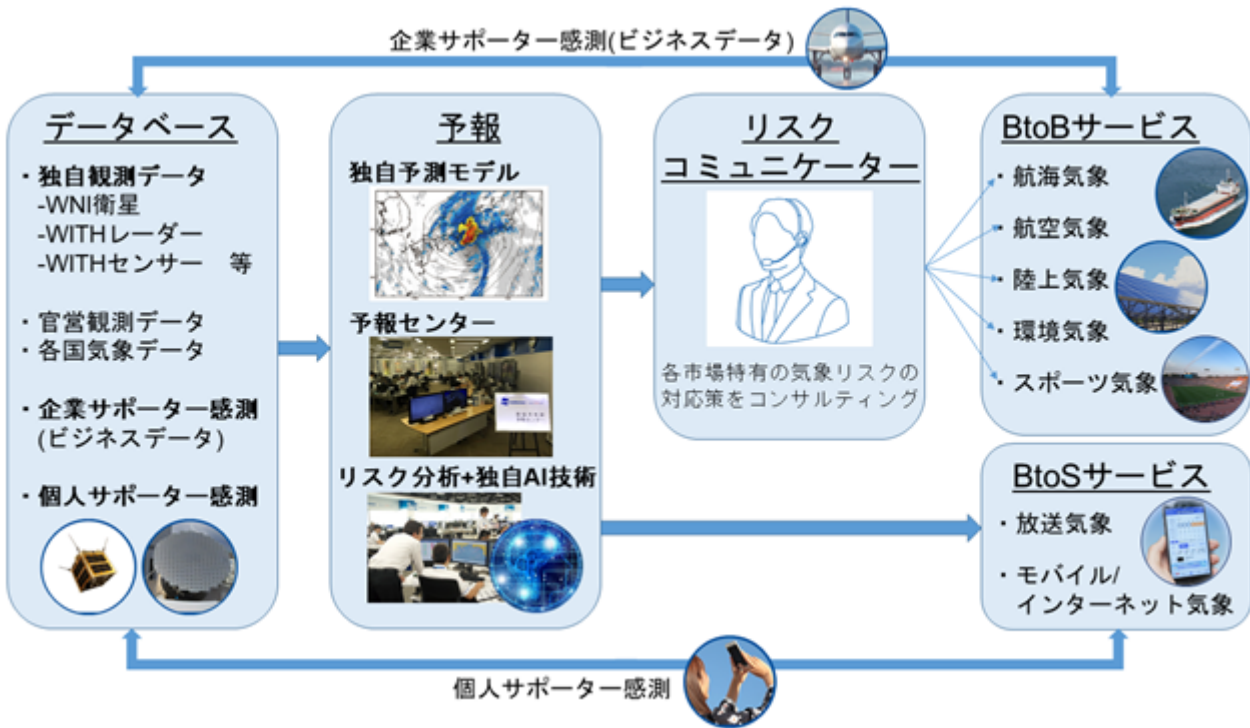 企業サポーター感測(ビジネスデータ)
データベース
・独自観測データ
-WNI衛星
-WITHレーダー
-WITHセンサー 等
・官営観測データ
・各国気象データ
・企業サポーター感測
(ビジネスデータ)
・個人サポーター感測
予報
独自予測モデル
予報センター
リスク分析+独自AI技術
リスク
コミュニケーター
各市場特有の気象リスクの
対応策をコンサルティング
BtoBサービス
・航海気象
・航空気象
・陸上気象
・環境気象
・スポーツ気象
BtoSサービス
・放送気象
・モバイル/
インターネット気象
個人サポーター感測